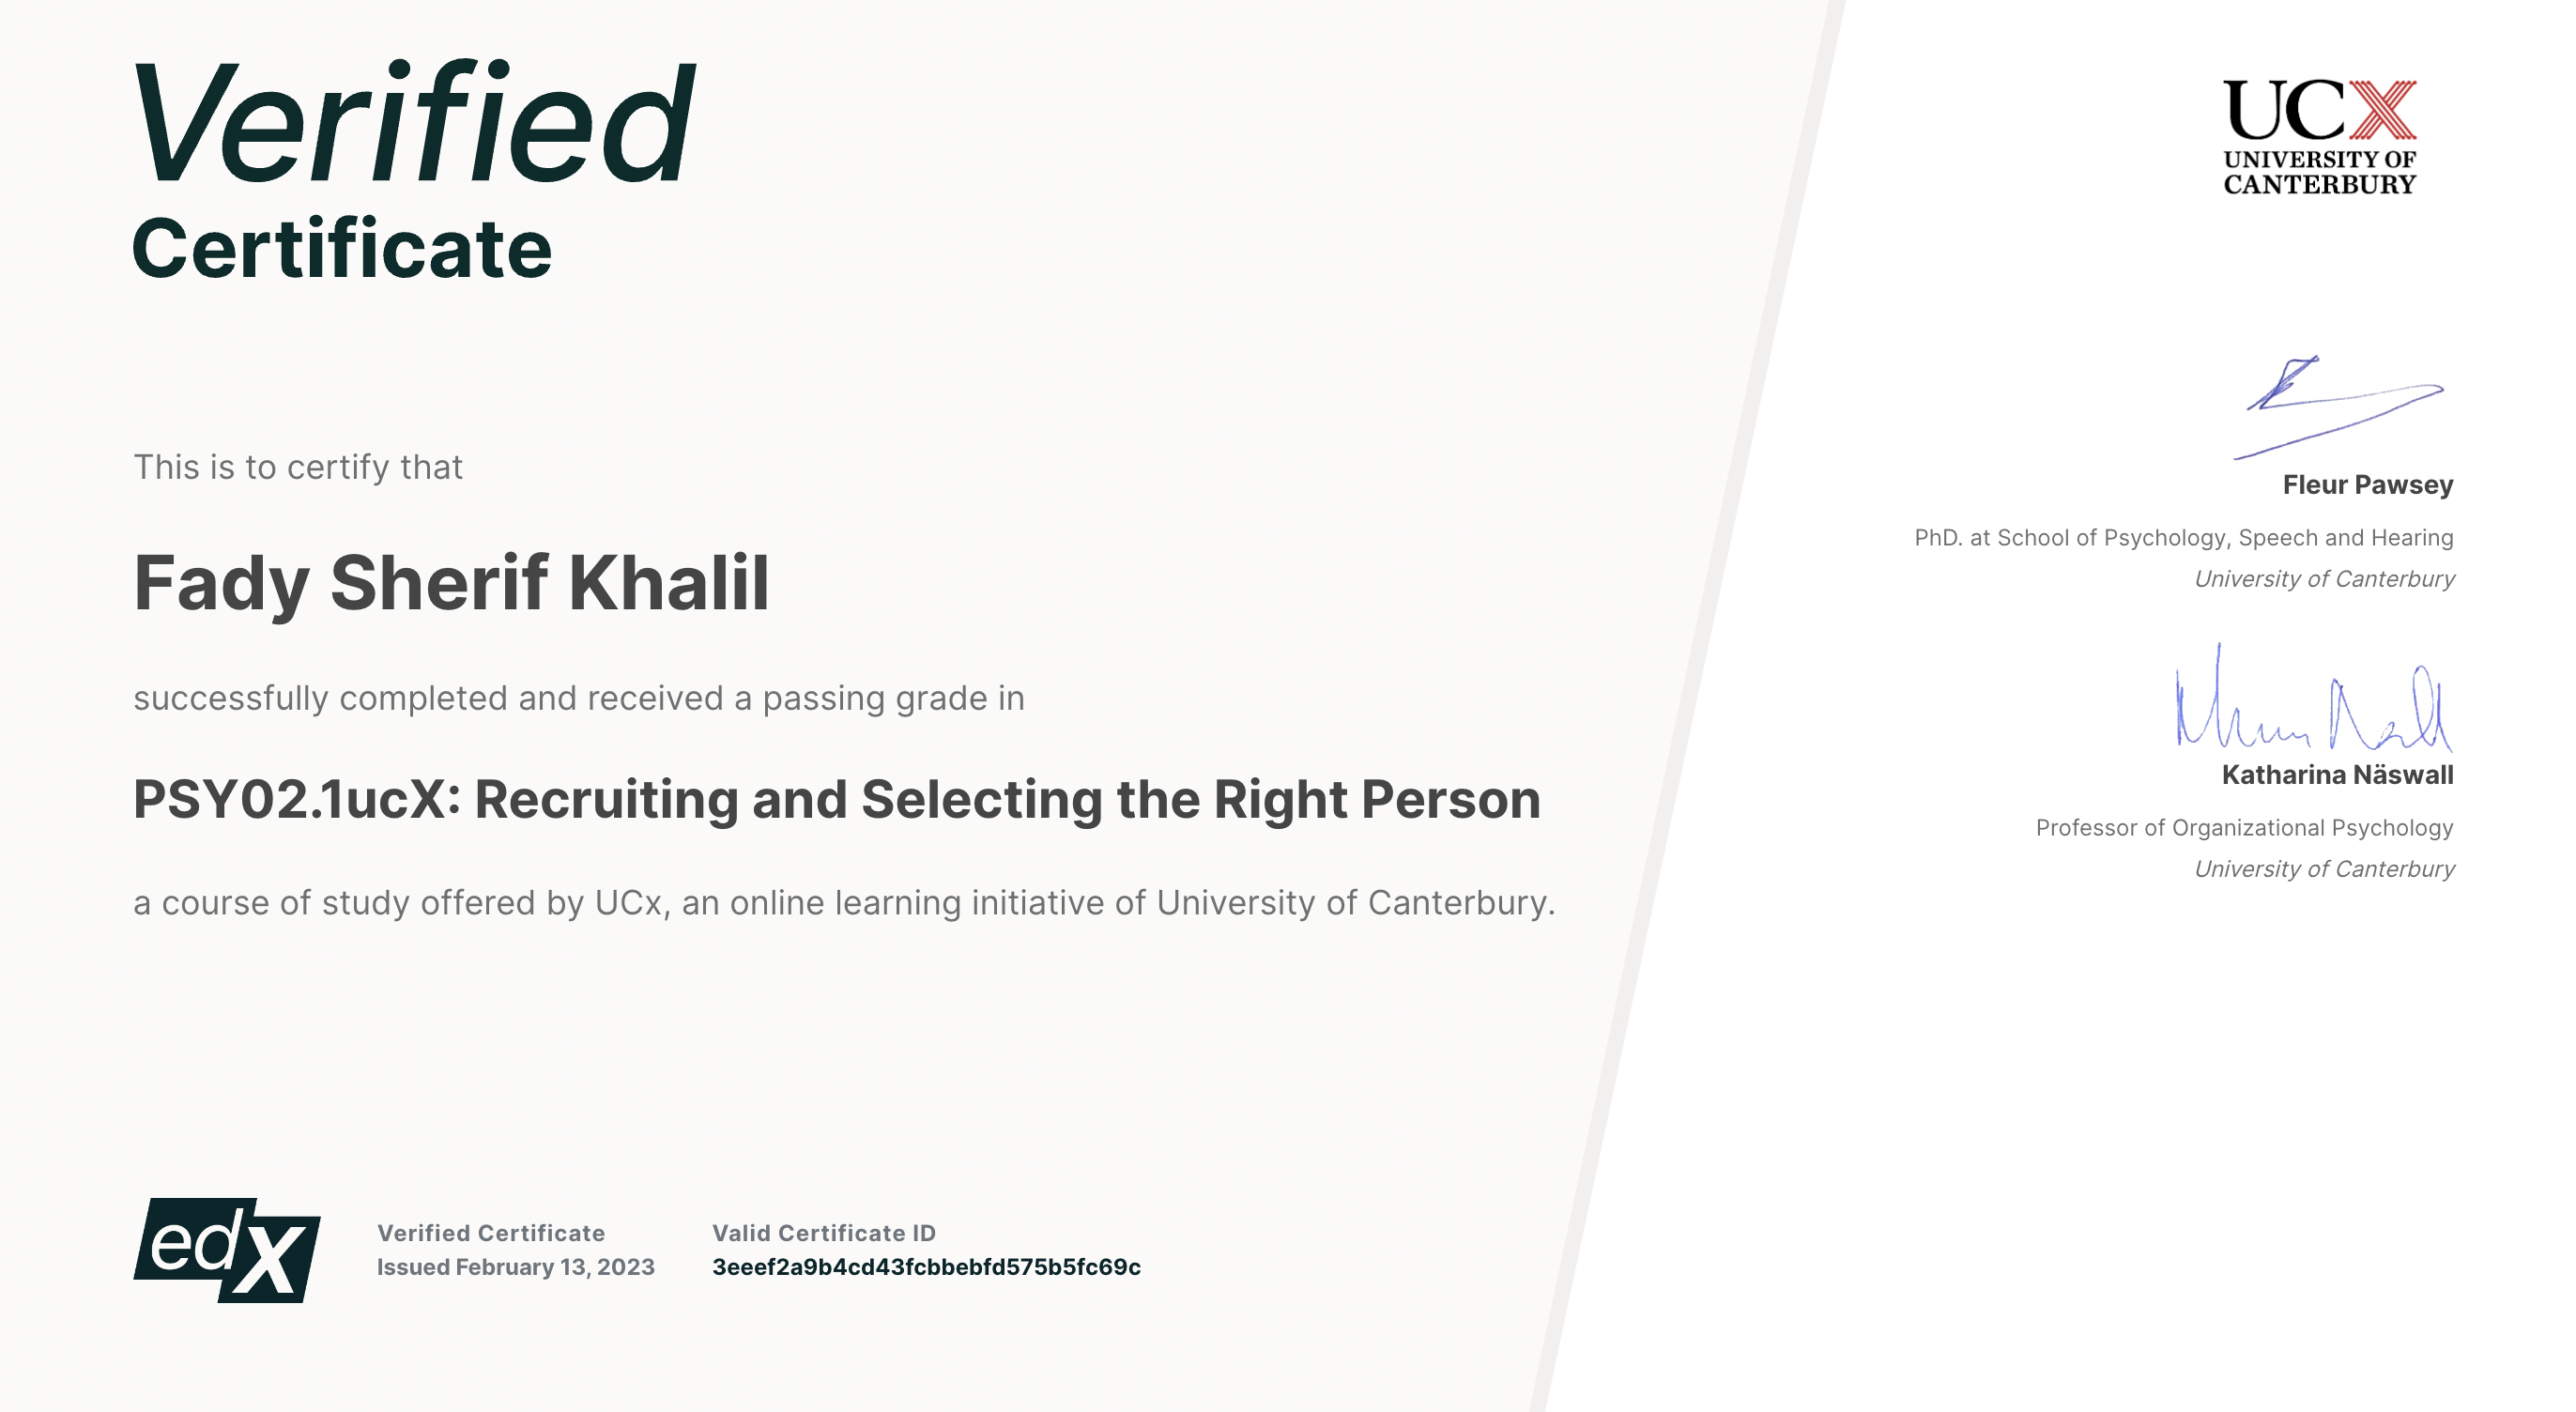 Verified
Certificate
This is to certify that
Fady Sherif Khalil
successfully completed and received a passing grade in
PSY02.1ucX: Recruiting and Selecting the Right Person
a course of study offered by UCx, an online learning initiative of University of Canterbury.
edX
Verified Certificate
Issued February 13, 2023
Valid Certificate ID
3eeef2a9b4cd43fcbbebfd575b5fc69c
UCX
UNIVERSITY OF
CANTERBURY
Fleur Pawsey
PhD. at School of Psychology, Speech and Hearing
University of Canterbury
Katharina Näswall
Professor of Organizational Psychology
University of Canterbury